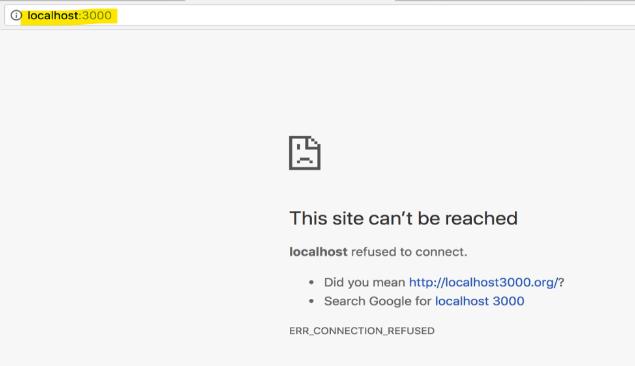 localhost:3000
This site can’t be reached
localhost refused to connect.
• Did you mean http://localhost3000.org/?
• Search Google for localhost 3000
ERR_CONNECTION_REFUSED